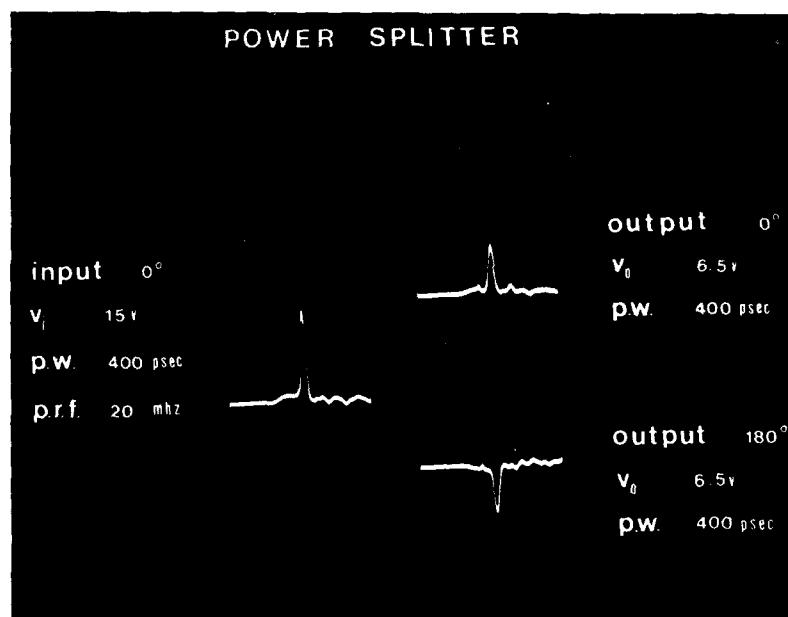 POWER SPLITTER
input 0°
vi 15v
p.w. 400 psec
p.r.f. 20 mhz
output 0°
v0 6.5v
p.w. 400 psec
output 180°
v0 6.5v
p.w. 400 psec